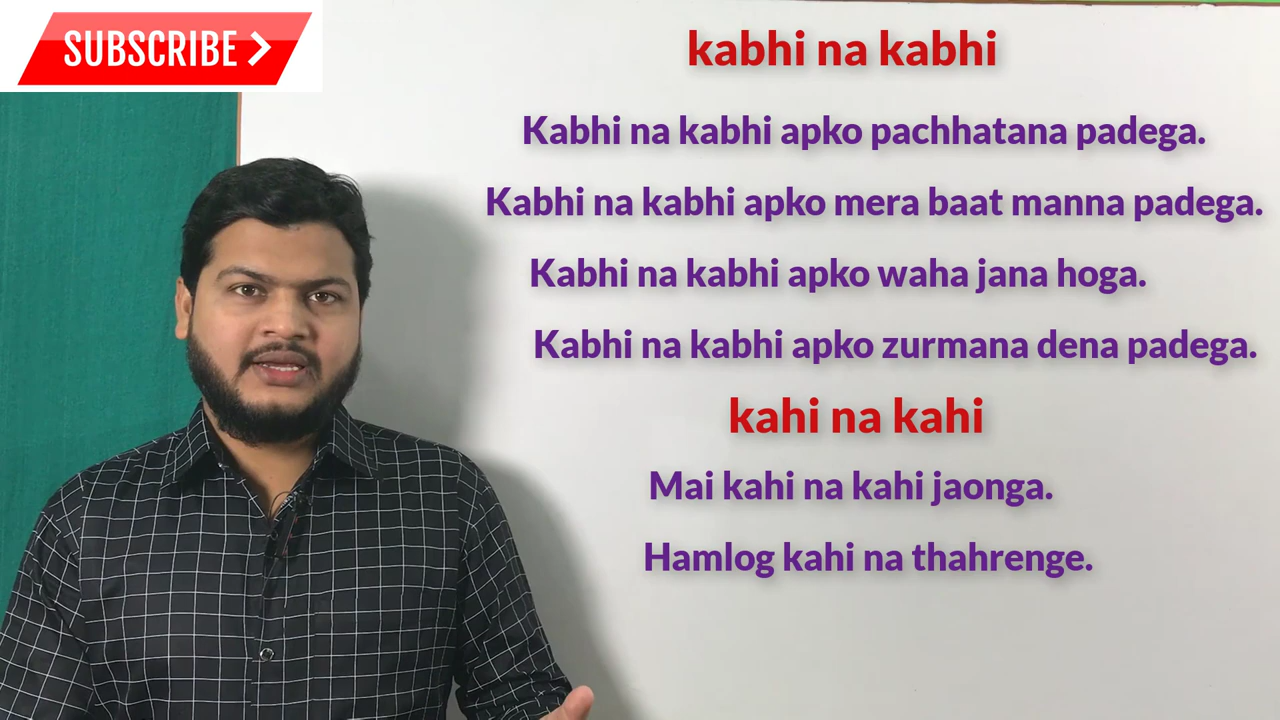 SUBSCRIBE
kabhi na kabhi
Kabhi na kabhi apko pachhatana padega.
Kabhi na kabhi apko mera baat manna padega.
Kabhi na kabhi apko waha jana hoga.
Kabhi na kabhi apko zurmana dena padega.
kahi na kahi
Mai kahi na kahi jaonga.
Hamlog kahi na thahrenge.